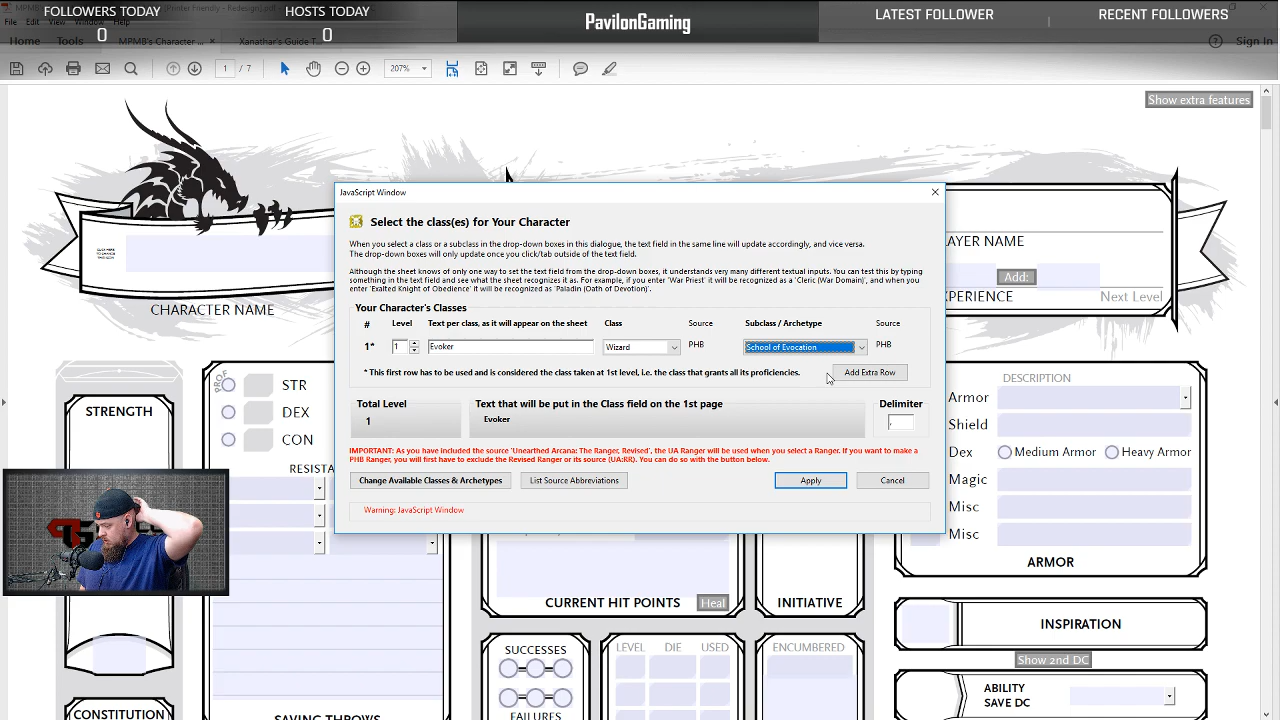 FOLLOWERS TODAY
0
HOSTS TODAY
0
PavilonGaming
LATEST FOLLOWER
RECENT FOLLOWERS
Home
Tools
MPMB's Character ...
×
Xanathar's Guide T...
Sign In
1 / 7
207%
Show extra features
JavaScript Window
Select the class(es) for Your Character
When you select a class or a subclass in the drop-down boxes in this dialogue, the text field in the same line will update accordingly, and vice versa.
The drop-down boxes will only update once you click/tab outside of the text field.
Although the sheet knows of only one way to set the text field from the drop-down boxes, it understands very many different textual inputs. You can test this by typing
something in the text field and see what the sheet recognizes it as. For example, if you enter 'War Priest' it will be recognized as a 'Cleric (War Domain)', and when you
enter 'Exalted Knight of Obedience' it will be recognized as 'Paladin (Oath of Devotion)'.
Your Character's Classes
# Level Text per class, as it will appear on the sheet Class Source Subclass / Archetype Source
1* 1 Evoker Wizard PHB School of Evocation PHB
* This first row has to be used and is considered the class taken at 1st level, i.e. the class that grants all its proficiencies.
Add Extra Row
Total Level
1
Text that will be put in the Class field on the 1st page
Evoker
Delimiter
,
IMPORTANT: As you have included the source 'Unearthed Arcana: The Ranger, Revised', the UA Ranger will be used when you select a Ranger. If you want to make a
PHB Ranger, you will first have to exclude the Revised Ranger or its source (UA:RR). You can do so with the button below.
Change Available Classes & Archetypes
List Source Abbreviations
Apply
Cancel
Warning: JavaScript Window
CHARACTER NAME
AYER NAME
Add:
XPERIENCE
Next Level
STRENGTH
PROF
STR
DEX
CON
RESISTA
DESCRIPTION
Armor
Shield
Dex
Medium Armor
Heavy Armor
Magic
Misc
Misc
ARMOR
CURRENT HIT POINTS
Heal
INITIATIVE
INSPIRATION
Show 2nd DC
SUCCESSES
FAILURES
LEVEL DIE USED
ENCUMBERED
ABILITY
SAVE DC
CONSTITUTION
SAVING THROWS